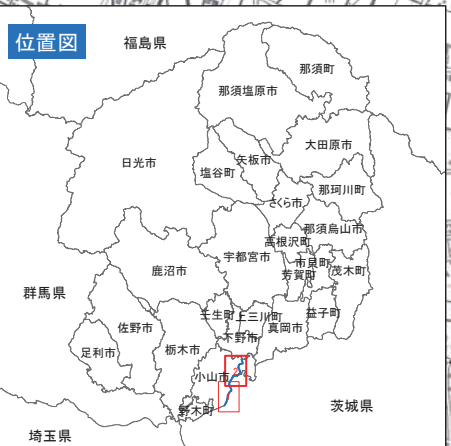 位置図
福島県
那須町
那須塩原市
大田原市
日光市
矢板市
塩谷町
那珂川町
さくら市
那須烏山市
高根沢町
宇都宮市
市貝町
茂木町
鹿沼市
芳賀町
群馬県
壬生町
上三川町
益子町
真岡市
佐野市
下野市
栃木市
足利市
小山市
2
野木町
茨城県
埼玉県